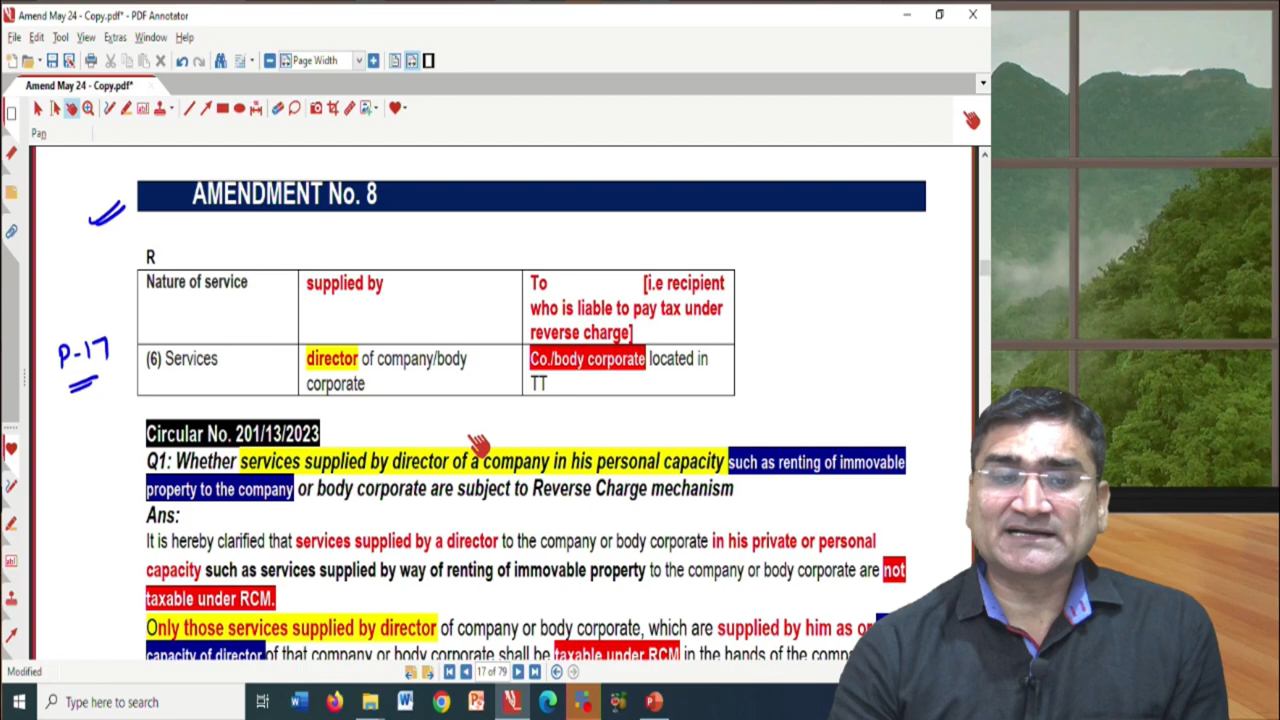 Amend May 24 - Copy.pdf* - PDF Annotator
File Edit Tool View Extras Window Help
Page Width
Amend May 24 - Copy.pdf*
Pan
AMENDMENT No. 8
R
Nature of service
supplied by
To [i.e recipient
who is liable to pay tax under
reverse charge]
P-17
(6) Services
director of company/body
corporate
Co./body corporate located in
TT
Circular No. 201/13/2023
Q1: Whether services supplied by director of a company in his personal capacity such as renting of immovable
property to the company or body corporate are subject to Reverse Charge mechanism
Ans:
It is hereby clarified that services supplied by a director to the company or body corporate in his private or personal
capacity such as services supplied by way of renting of immovable property to the company or body corporate are not
taxable under RCM.
Only those services supplied by director of company or body corporate, which are supplied by him as or
capacity of director of that company or body corporate shall be taxable under RCM in the hands of the compa
Modified
17 of 79
Type here to search